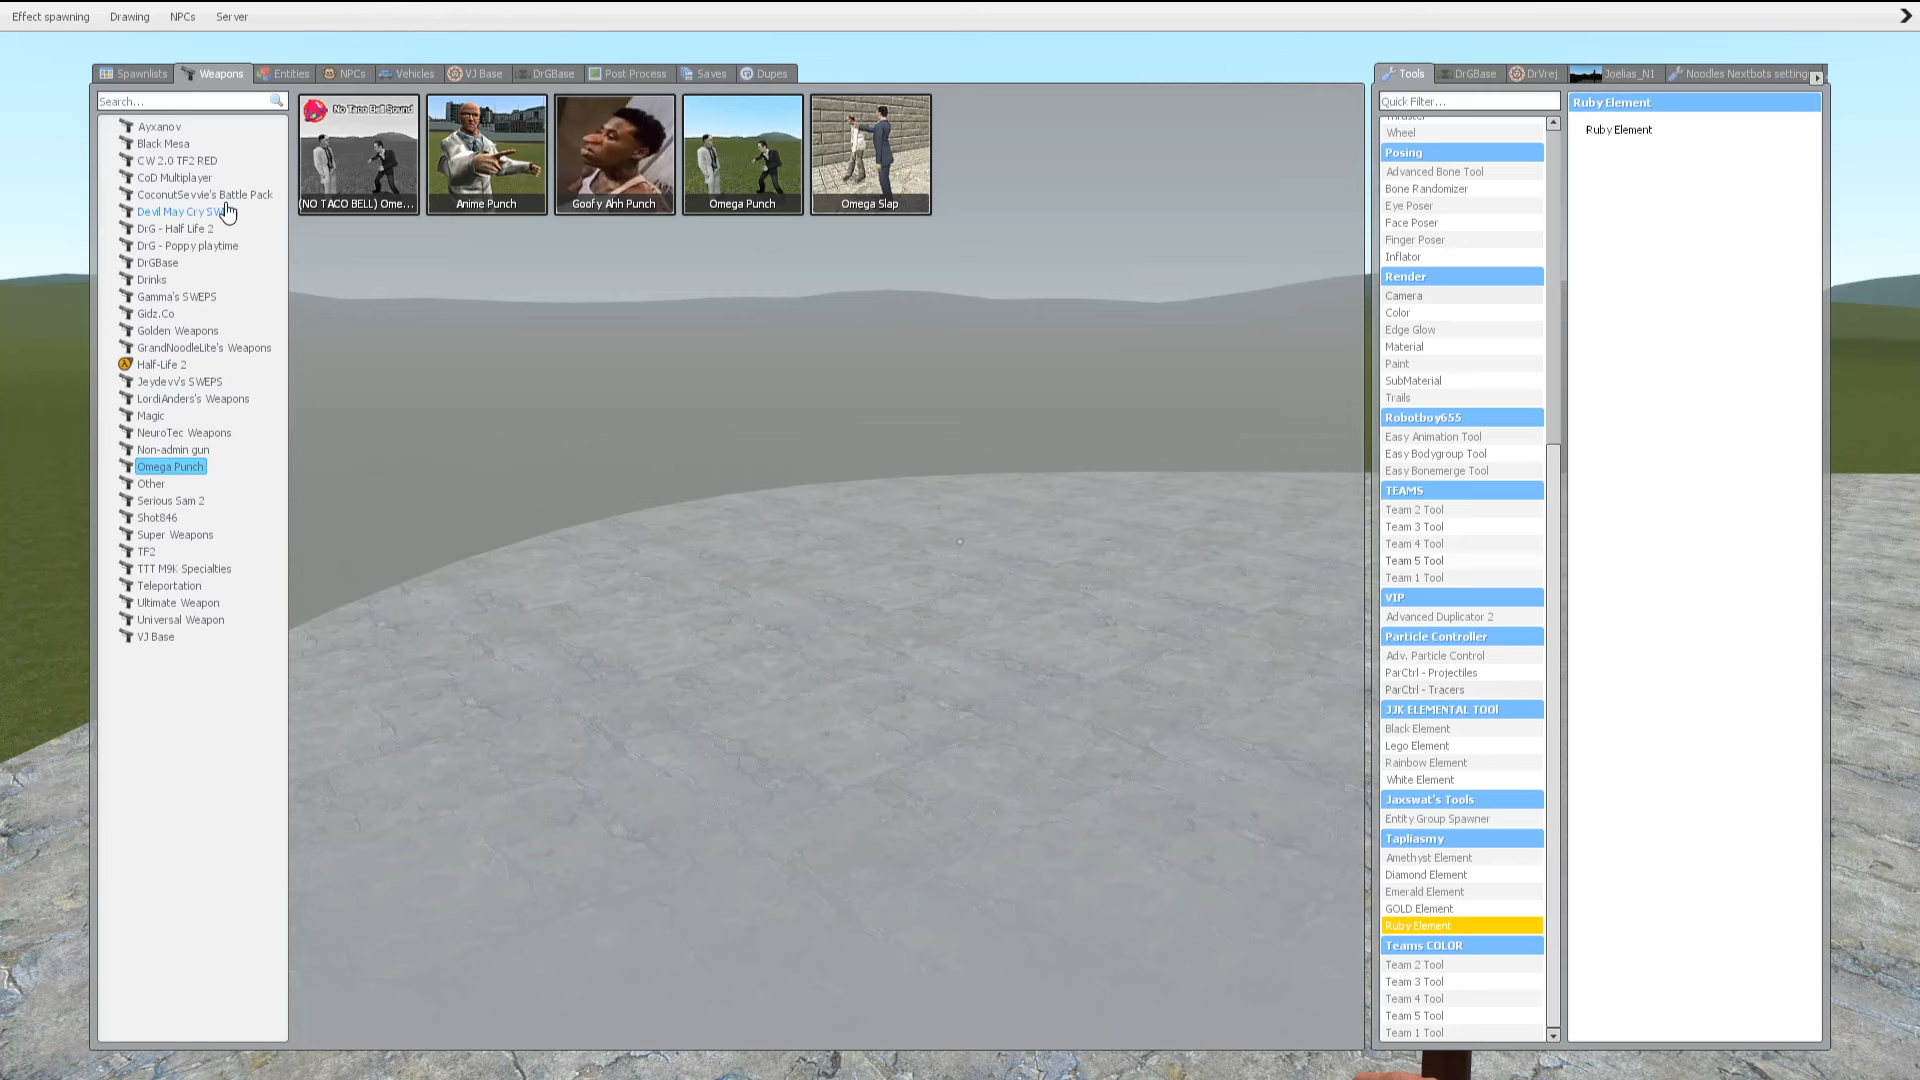 Effect spawning Drawing NPCs Server
Spawnlists Weapons Entities NPCs Vehicles VJ Base DrGBase Post Process Saves Dupes
Search...
Ayxanov
Black Mesa
CW 2.0 TF2 RED
CoD Multiplayer
CoconutSevvie's Battle Pack
Devil May Cry SW
DrG - Half Life 2
DrG - Poppy playtime
DrGBase
Drinks
Gamma's SWEPS
Gidz.Co
Golden Weapons
GrandNoodleLite's Weapons
Half-Life 2
Jeydevv's SWEPS
LordiAnders's Weapons
Magic
NeuroTec Weapons
Non-admin gun
Omega Punch
Other
Serious Sam 2
Shot846
Super Weapons
TF2
TTT M9K Specialties
Teleportation
Ultimate Weapon
Universal Weapon
VJ Base
No Taco Bell Sound
(NO TACO BELL) Ome... Anime Punch Goofy Ahh Punch Omega Punch Omega Slap
Tools DrGBase DrVrej Joelias_N1 Noodles Nextbots setting
Quick Filter...
Thruster
Wheel
Posing
Advanced Bone Tool
Bone Randomizer
Eye Poser
Face Poser
Finger Poser
Inflator
Render
Camera
Color
Edge Glow
Material
Paint
SubMaterial
Trails
Robotboy655
Easy Animation Tool
Easy Bodygroup Tool
Easy Bonemerge Tool
TEAMS
Team 2 Tool
Team 3 Tool
Team 4 Tool
Team 5 Tool
Team 1 Tool
VIP
Advanced Duplicator 2
Particle Controller
Adv. Particle Control
ParCtrl - Projectiles
ParCtrl - Tracers
JJK ELEMENTAL TOOl
Black Element
Lego Element
Rainbow Element
White Element
Jaxswat's Tools
Entity Group Spawner
Tapliasmy
Amethyst Element
Diamond Element
Emerald Element
GOLD Element
Ruby Element
Teams COLOR
Team 2 Tool
Team 3 Tool
Team 4 Tool
Team 5 Tool
Team 1 Tool
Ruby Element
Ruby Element